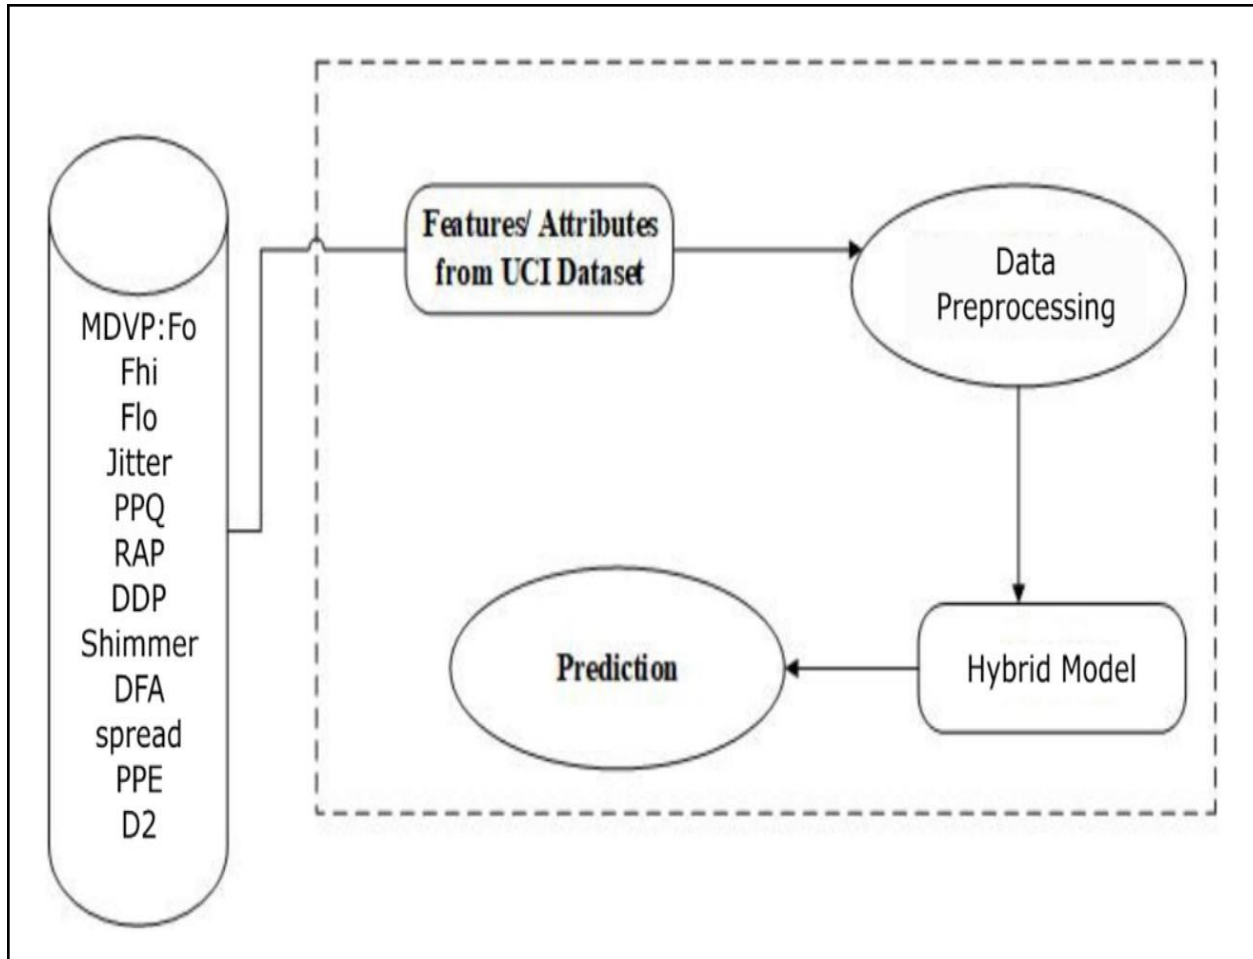 MDVP:Fo
Fhi
Flo
Jitter
PPQ
RAP
DDP
Shimmer
DFA
spread
PPE
D2
Features/ Attributes
from UCI Dataset
Data
Preprocessing
Hybrid Model
Prediction